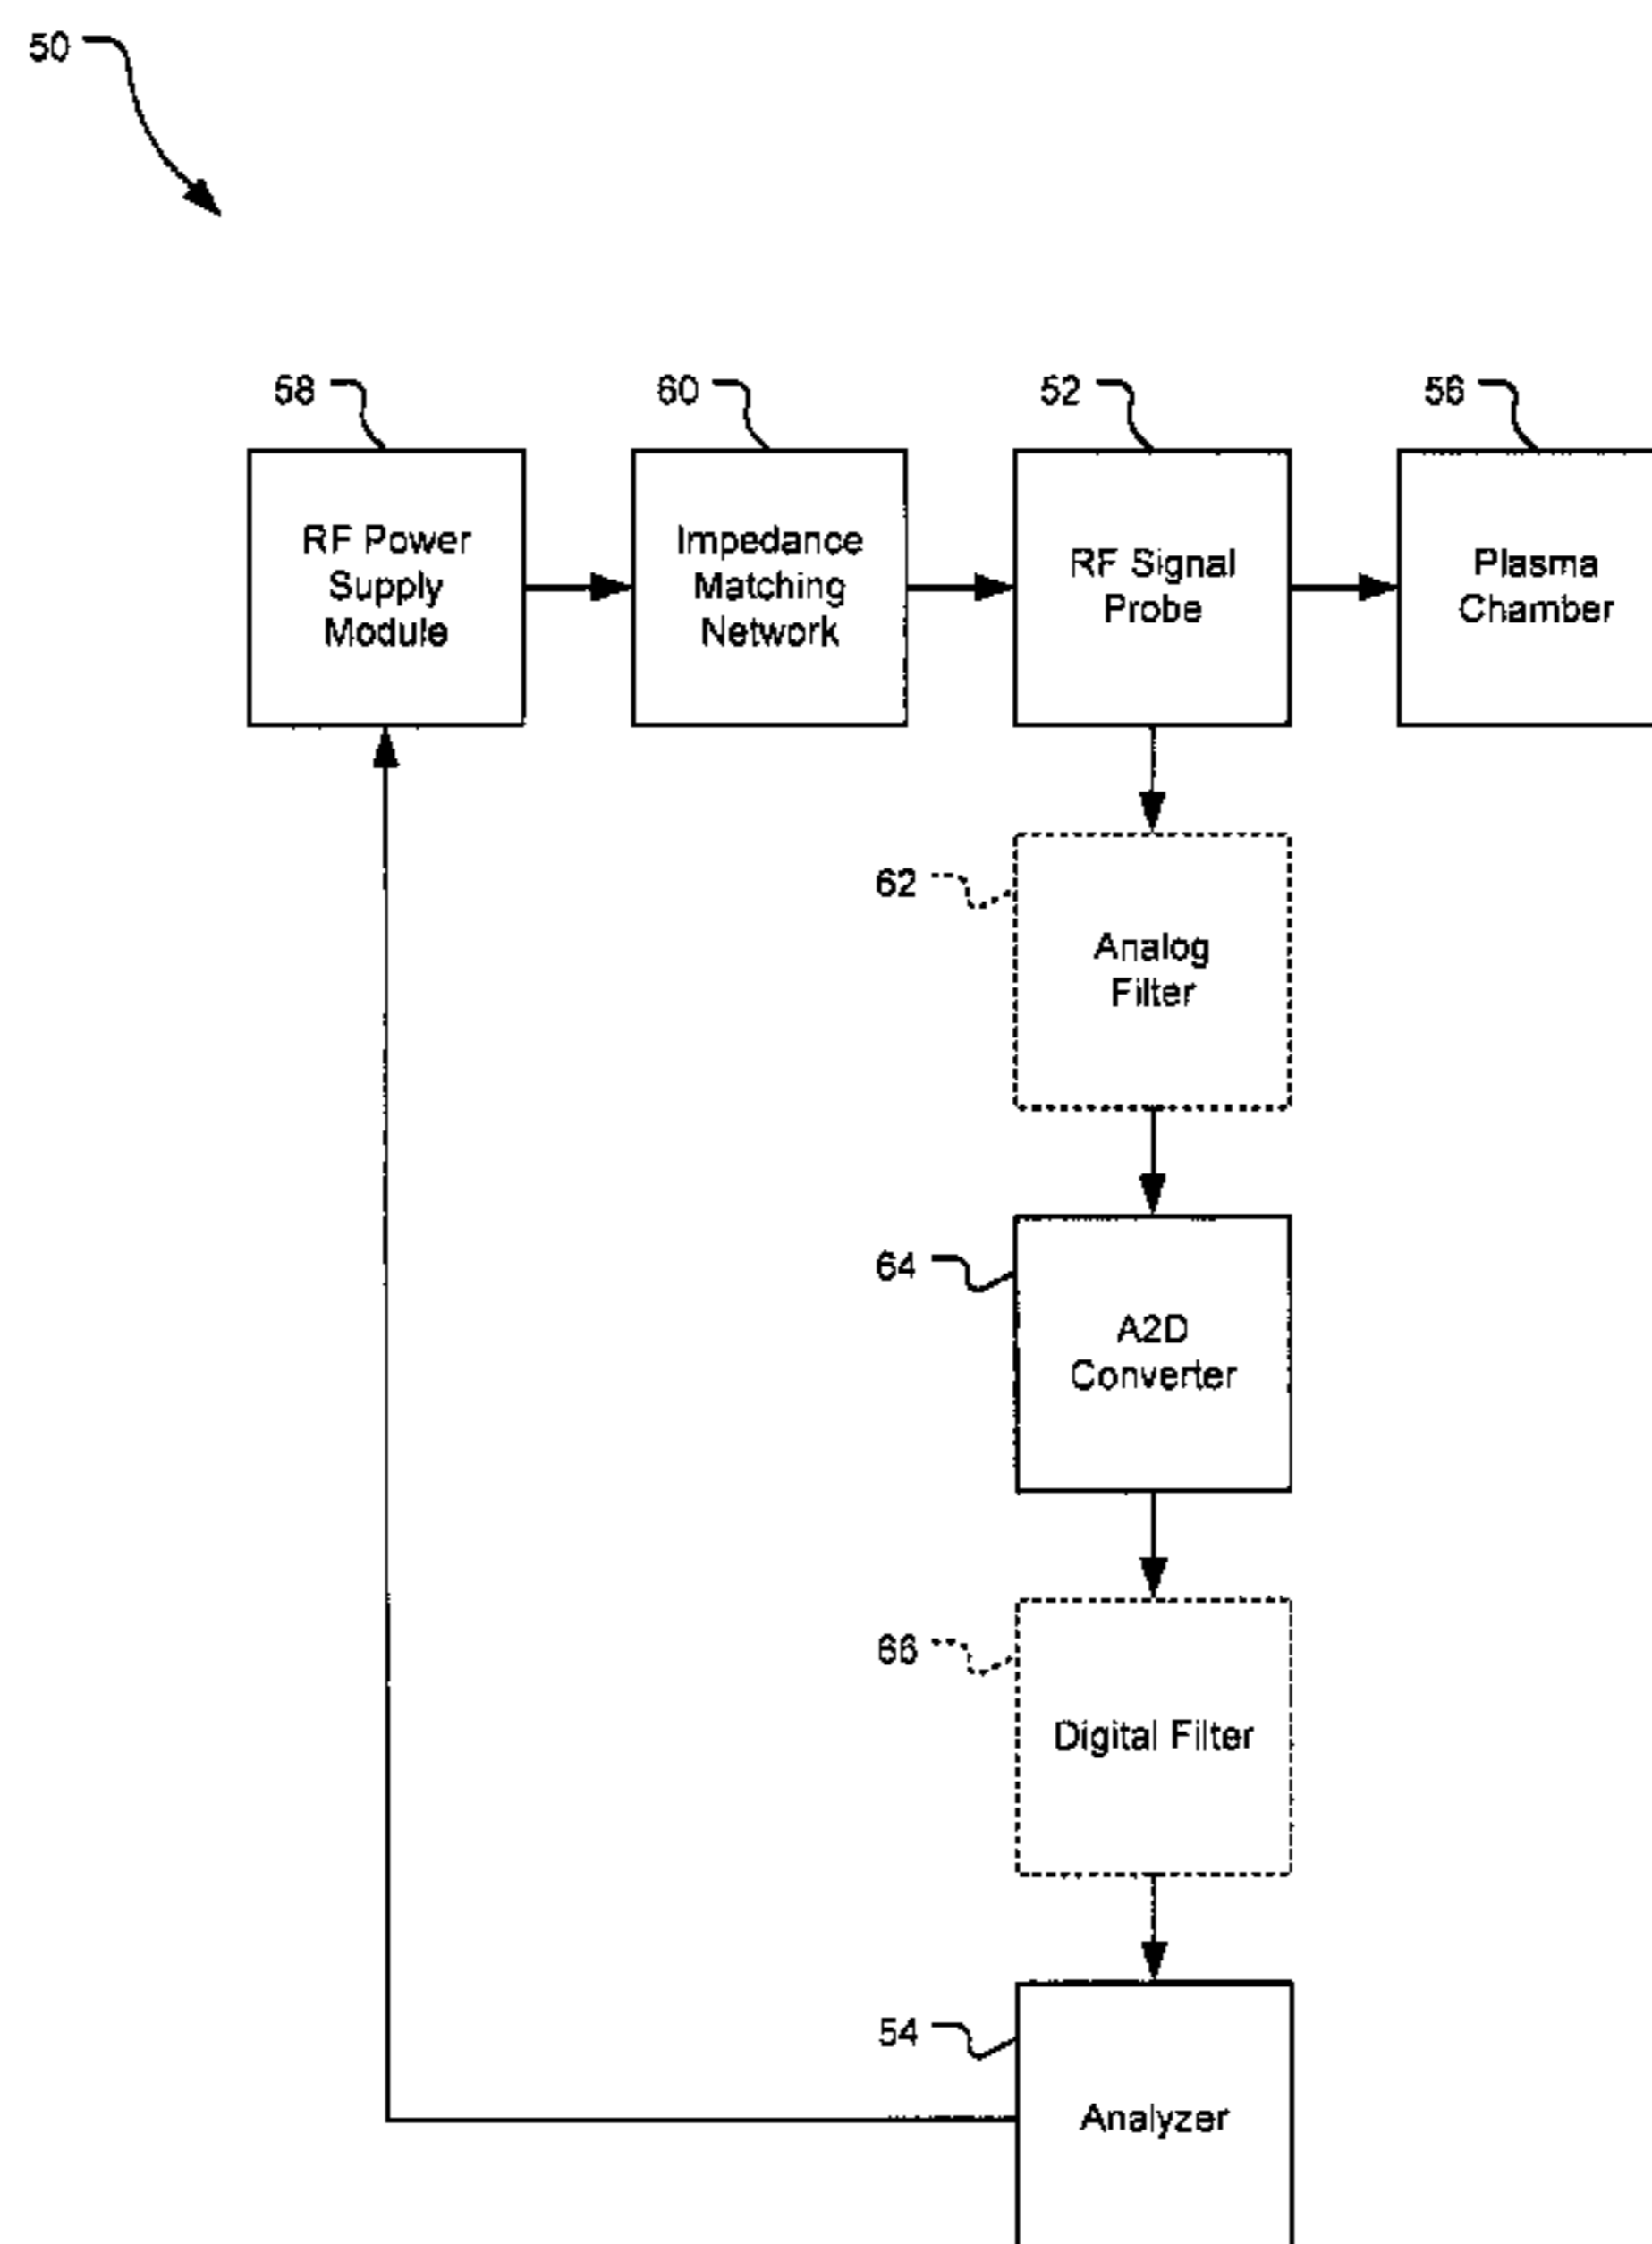 50
58
60
52
56
RF Power
Supply
Module
Impedance
Matching
Network
RF Signal
Probe
Plasma
Chamber
62
Analog
Filter
64
A2D
Converter
66
Digital Filter
54
Analyzer